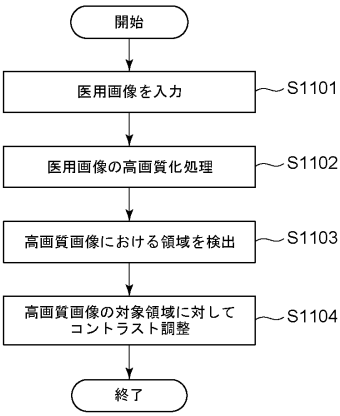 開始
医用画像を入力
S1101
医用画像の高画質化処理
S1102
高画質画像における領域を検出
S1103
高画質画像の対象領域に対して
コントラスト調整
S1104
終了